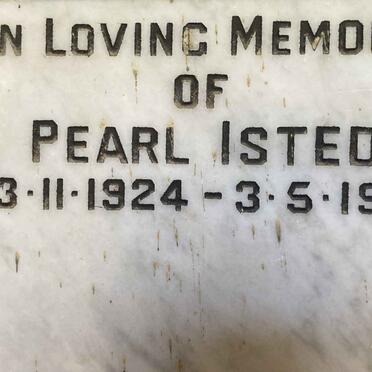 N LOVING MEMO
OF
PEARL ISTED
3·11·1924 – 3·5·19